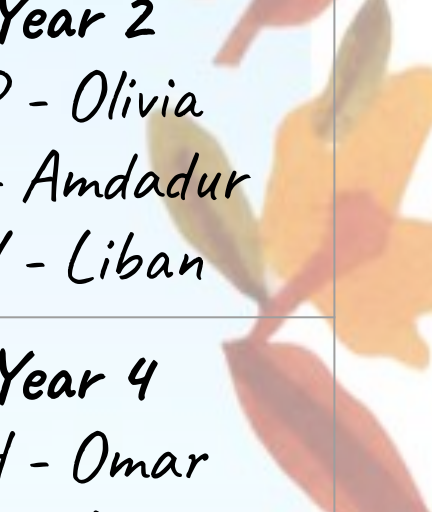 Year 2
P - Olivia
- Amdadur
- Liban
Year 4
- Omar